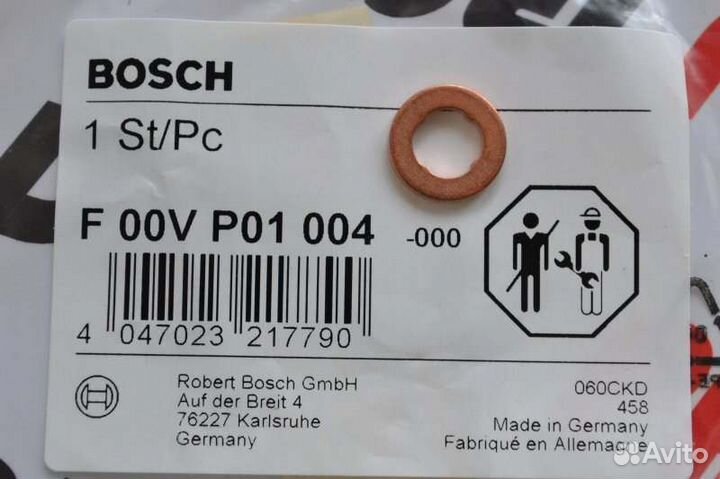 BOSCH
1 St/Pc
F 00V P01 004 -000
4 047023 217790
Robert Bosch GmbH
Auf der Breit 4
76227 Karlsruhe
Germany
060CKD
458
Made in Germany
Fabriqué en Allemagne
Avito